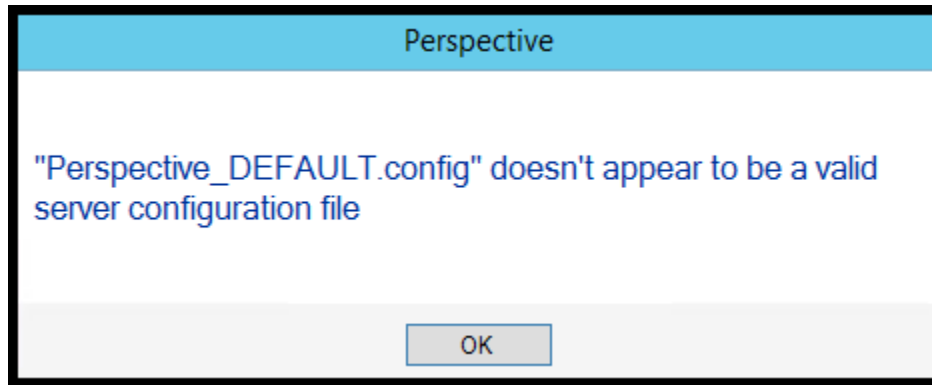 Perspective
"Perspective_DEFAULT.config" doesn't appear to be a valid
server configuration file
OK